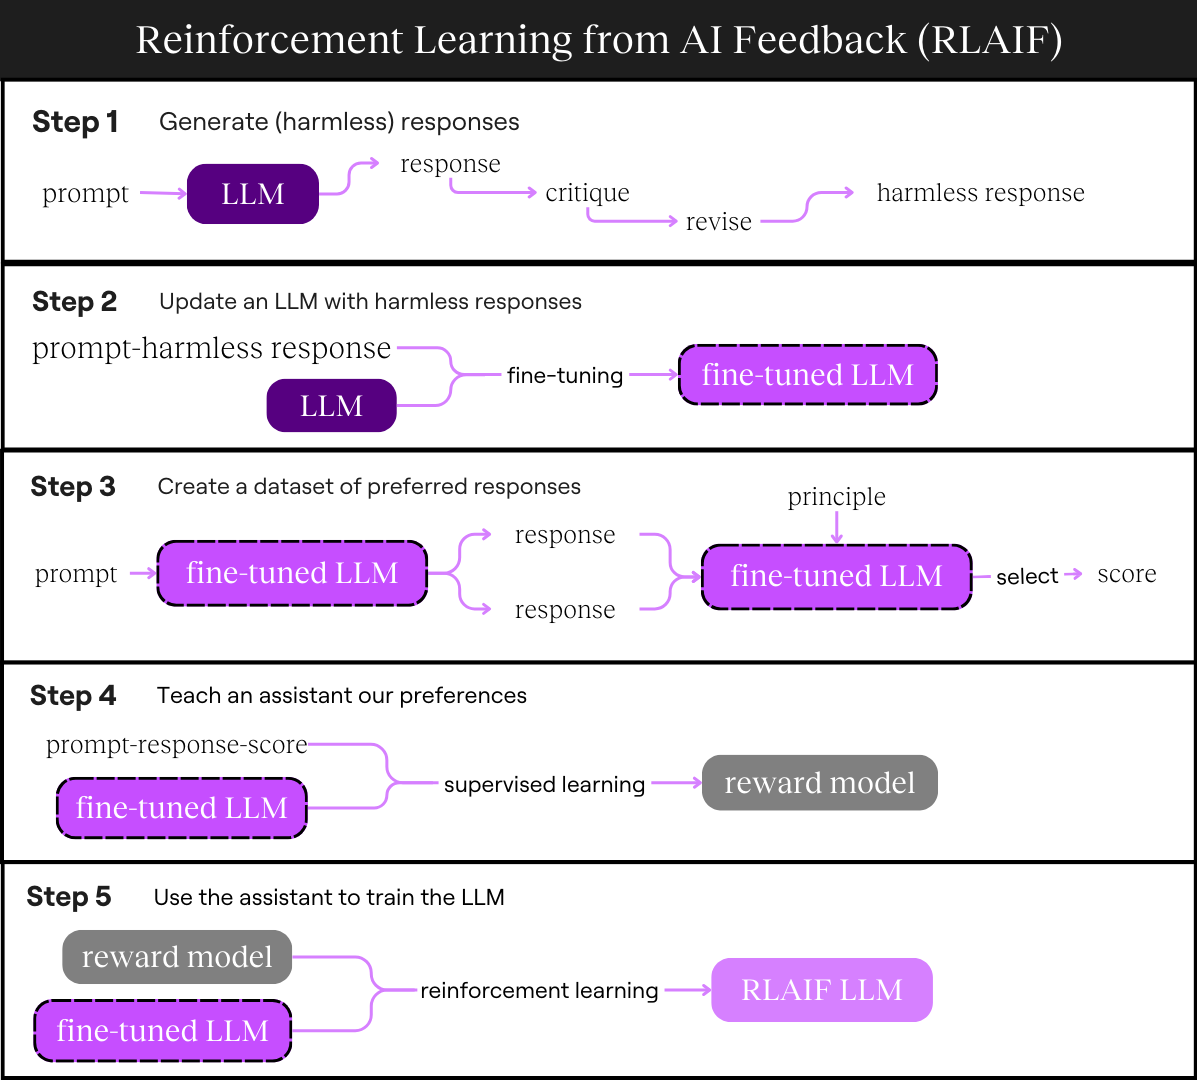 Reinforcement Learning from AI Feedback (RLAIF)
Step 1 Generate (harmless) responses
prompt LLM response critique revise harmless response
Step 2 Update an LLM with harmless responses
prompt-harmless response
LLM
fine-tuning fine-tuned LLM
Step 3 Create a dataset of preferred responses
principle
prompt fine-tuned LLM response response fine-tuned LLM select score
Step 4 Teach an assistant our preferences
prompt-response-score
fine-tuned LLM
supervised learning reward model
Step 5 Use the assistant to train the LLM
reward model
fine-tuned LLM
reinforcement learning RLAIF LLM